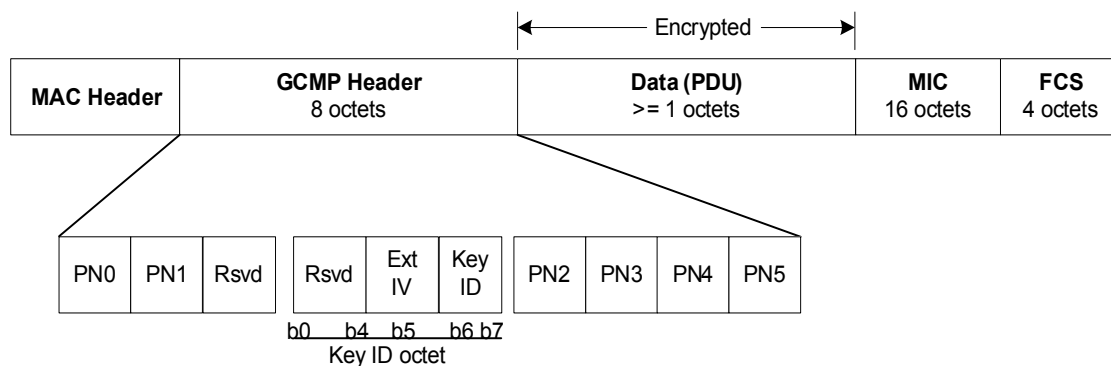 Encrypted
MAC Header
GCMP Header
8 octets
Data (PDU)
>= 1 octets
MIC
16 octets
FCS
4 octets
PN0
PN1
Rsvd
Rsvd
Ext
IV
Key
ID
PN2
PN3
PN4
PN5
b0 b4 b5 b6 b7
Key ID octet